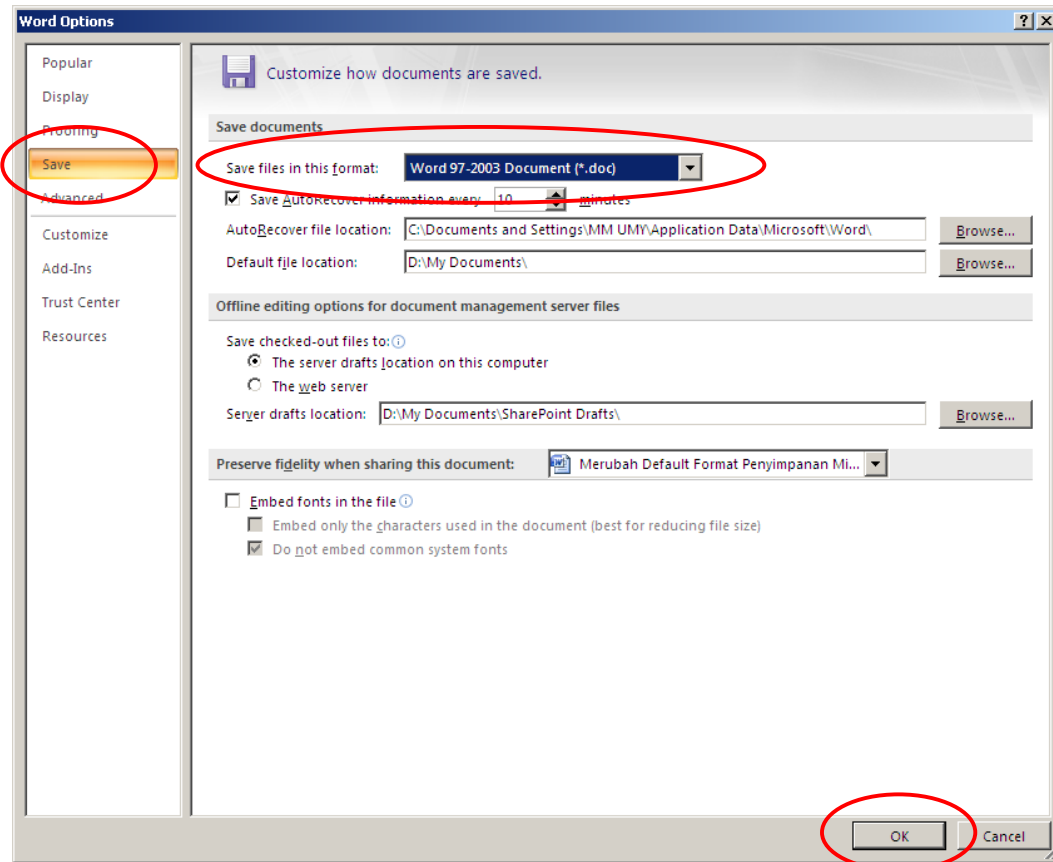 Word Options
Popular
Display
Proofing
Save
Advanced
Customize
Add-Ins
Trust Center
Resources
Customize how documents are saved.
Save documents
Save files in this format: Word 97-2003 Document (*.doc)
Save AutoRecover information every 10 minutes
AutoRecover file location: C:\Documents and Settings\MM UMY\Application Data\Microsoft\Word\ Browse...
Default file location: D:\My Documents\ Browse...
Offline editing options for document management server files
Save checked-out files to:
The server drafts location on this computer
The web server
Server drafts location: D:\My Documents\SharePoint Drafts\ Browse...
Preserve fidelity when sharing this document: Merubah Default Format Penyimpanan Mi...
Embed fonts in the file
Embed only the characters used in the document (best for reducing file size)
Do not embed common system fonts
OK Cancel